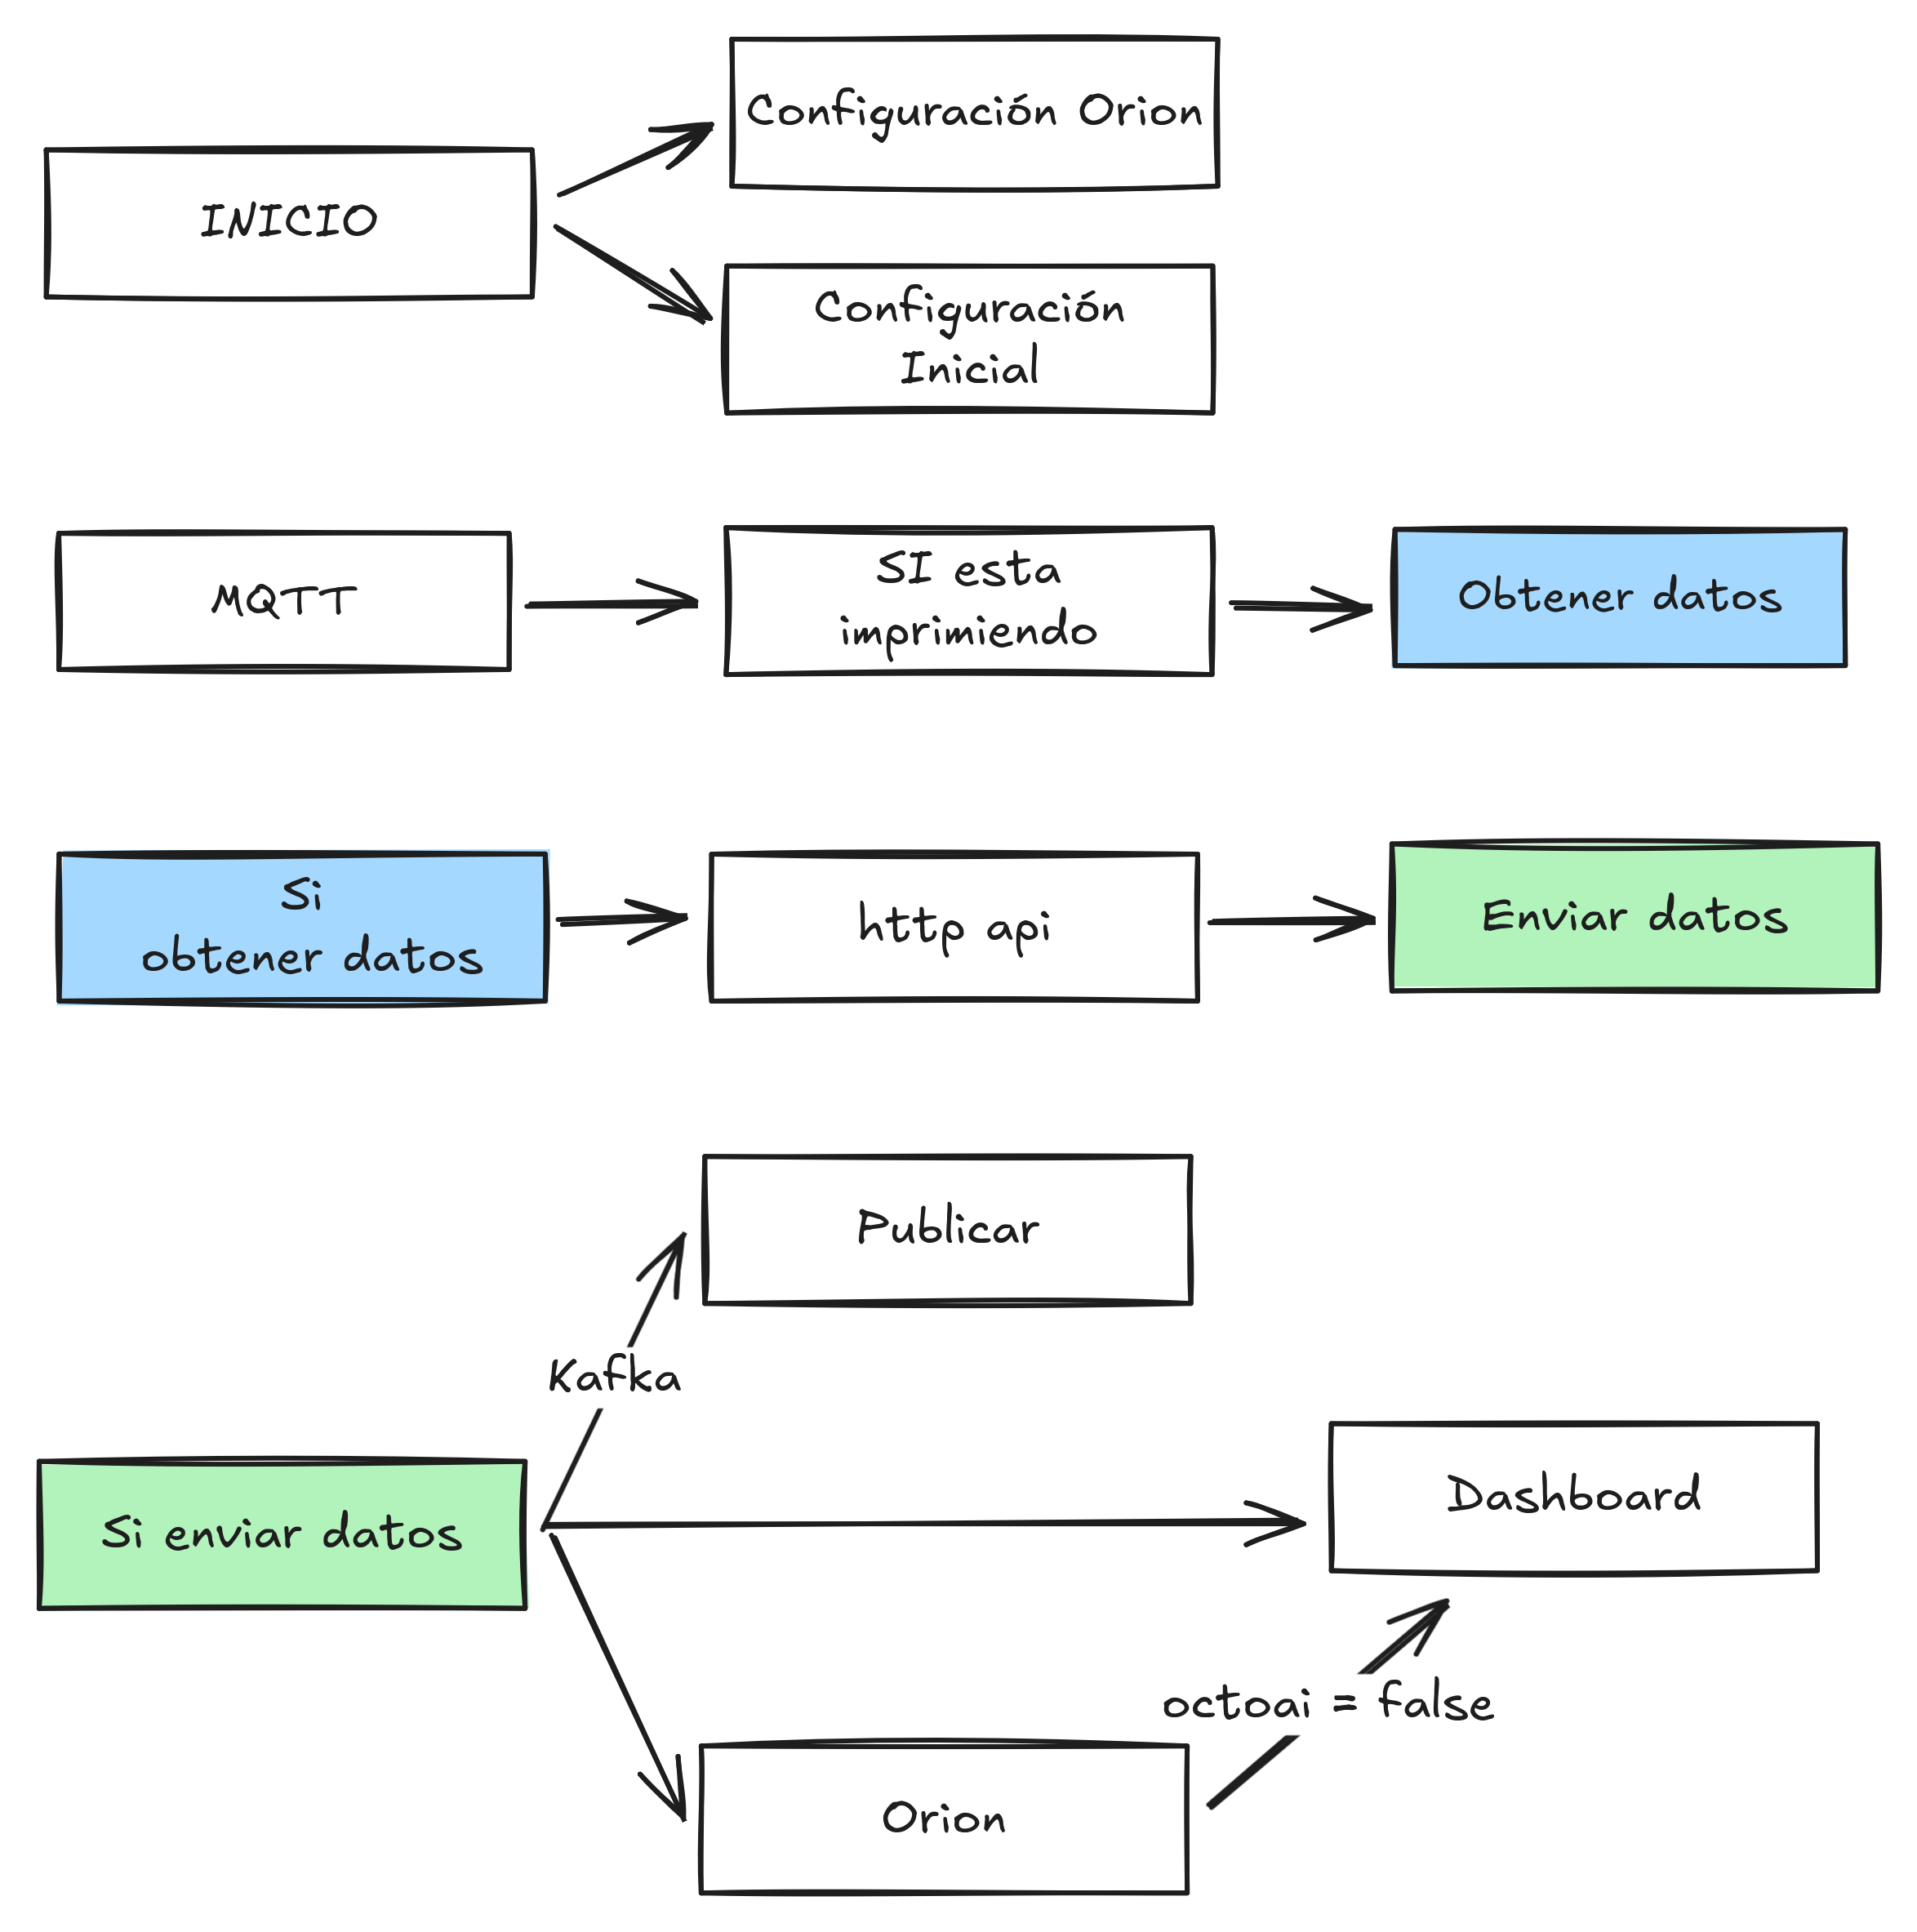 Configuración Orion
INICIO
Configuración
Inicial
MQTT
SI esta
imprimiendo
Obtener datos
Si
obtener datos
http api
Enviar datos
Publicar
Kafka
Si enviar datos
Dashboard
octoai = false
Orion